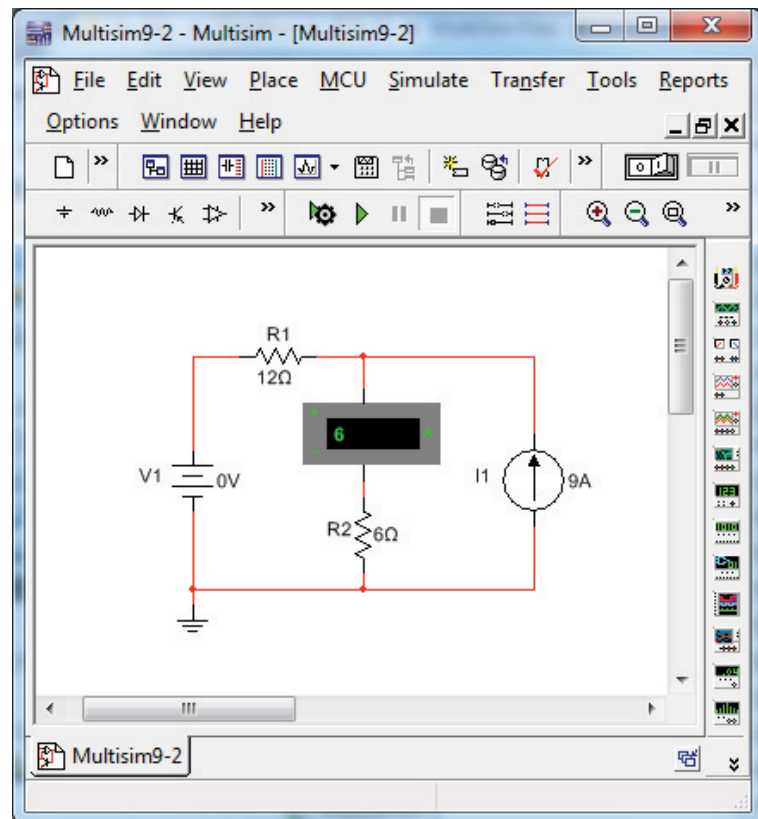 Multisim9-2 - Multisim - [Multisim9-2]
File Edit View Place MCU Simulate Transfer Tools Reports
Options Window Help
R1
12Ω
+
6 A
-
V1 0V
I1 9A
R2 6Ω
Multisim9-2